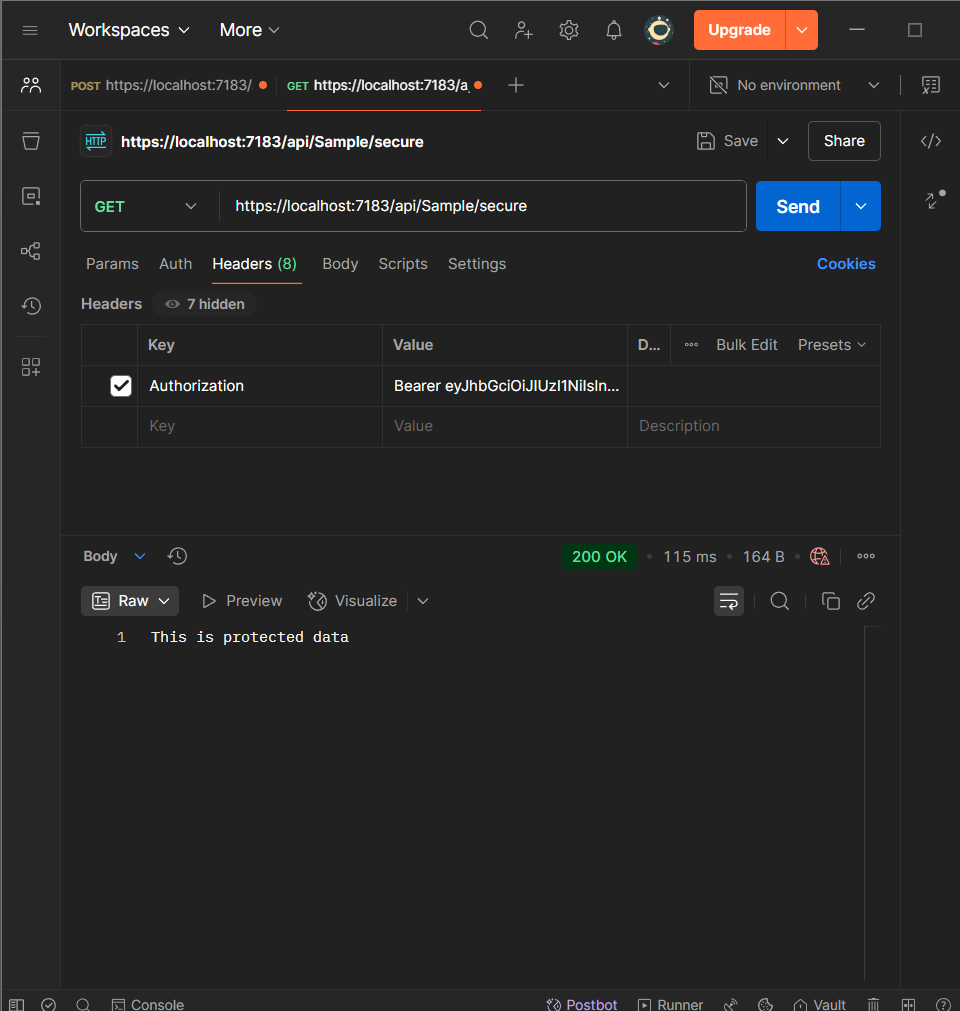 Workspaces More Upgrade
POST https://localhost:7183/ GET https://localhost:7183/a No environment
HTTP https://localhost:7183/api/Sample/secure Save Share
GET https://localhost:7183/api/Sample/secure Send
Params Auth Headers (8) Body Scripts Settings Cookies
Headers 7 hidden
Key Value D... Bulk Edit Presets
Authorization Bearer eyJhbGciOiJIUzI1NiIsIn...
Key Value Description
Body 200 OK 115 ms 164 B
Raw Preview Visualize
1 This is protected data
Console Postbot Runner Vault